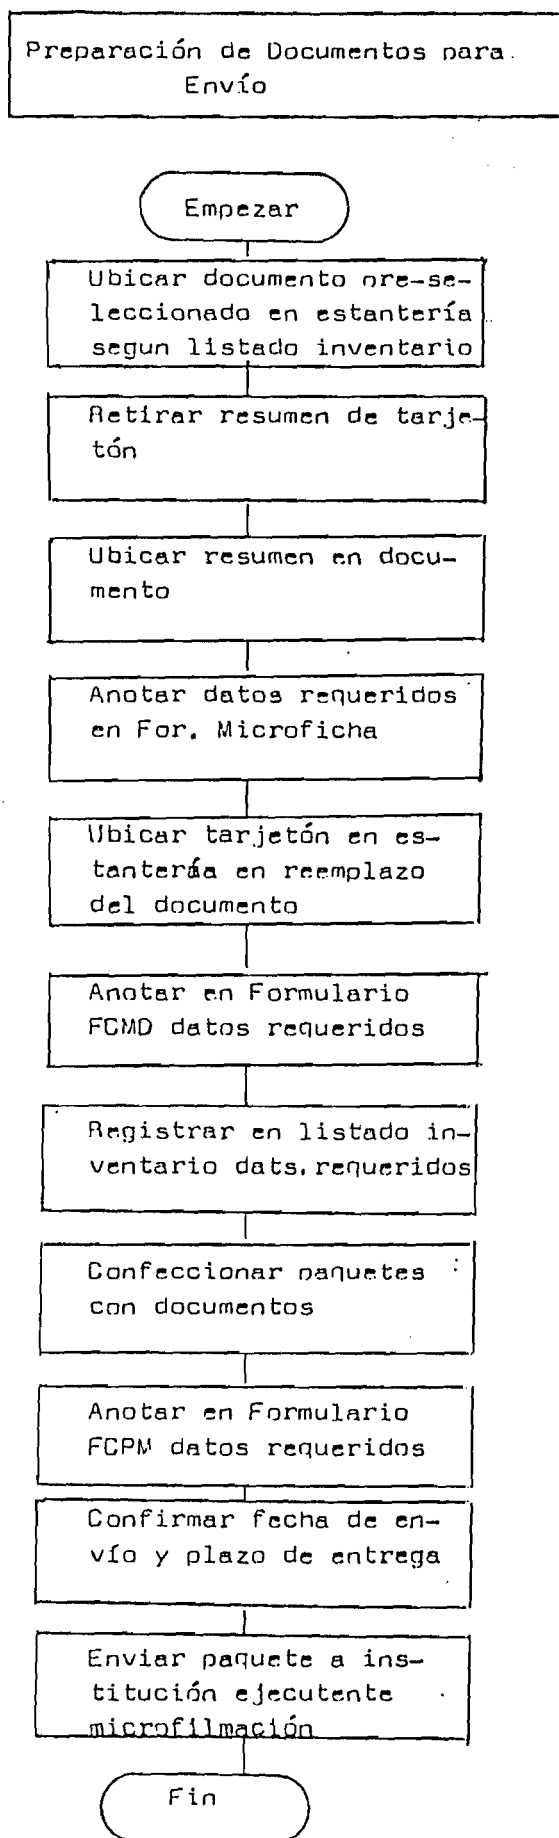 Preparación de Documentos para
Envío
Empezar
Ubicar documento pre-se-
leccionado en estantería
segun listado inventario
Retirar resumen de tarje-
tón
Ubicar resumen en docu-
mento
Anotar datos requeridos
en For. Microficha
Ubicar tarjetón en es-
tanteráa en reemplazo
del documento
Anotar en Formulario
FCMD datos requeridos
Registrar en listado in-
ventario dats. requeridos
Confeccionar paquetes
con documentos
Anotar en Formulario
FCPM datos requeridos
Confirmar fecha de en-
vío y plazo de entrega
Enviar paquete a ins-
titución ejecutente
microfilmación
Fin